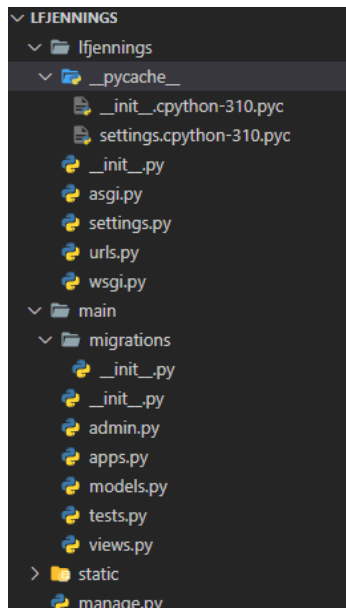 LFJENNINGS
lfjennings
__pycache__
__init__.cpython-310.pyc
settings.cpython-310.pyc
__init__.py
asgi.py
settings.py
urls.py
wsgi.py
main
migrations
__init__.py
__init__.py
admin.py
apps.py
models.py
tests.py
views.py
static
manage.py